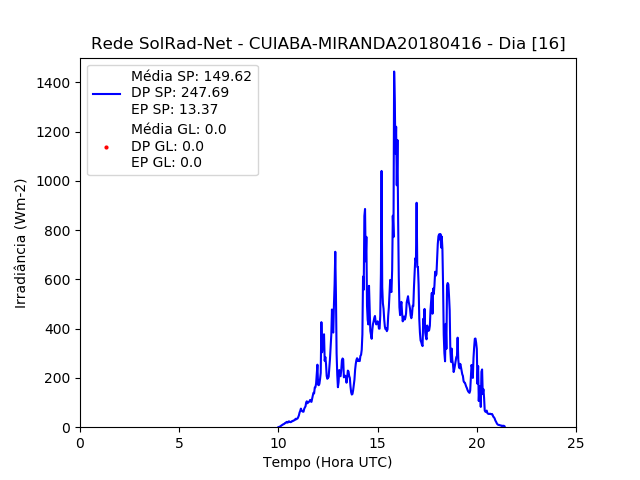 Rede SolRad-Net - CUIABA-MIRANDA20180416 - Dia [16]
Média SP: 149.62
DP SP: 247.69
EP SP: 13.37
Média GL: 0.0
DP GL: 0.0
EP GL: 0.0
1400
1200
1000
800
600
400
200
0
Irradiância (Wm-2)
0 5 10 15 20 25
Tempo (Hora UTC)